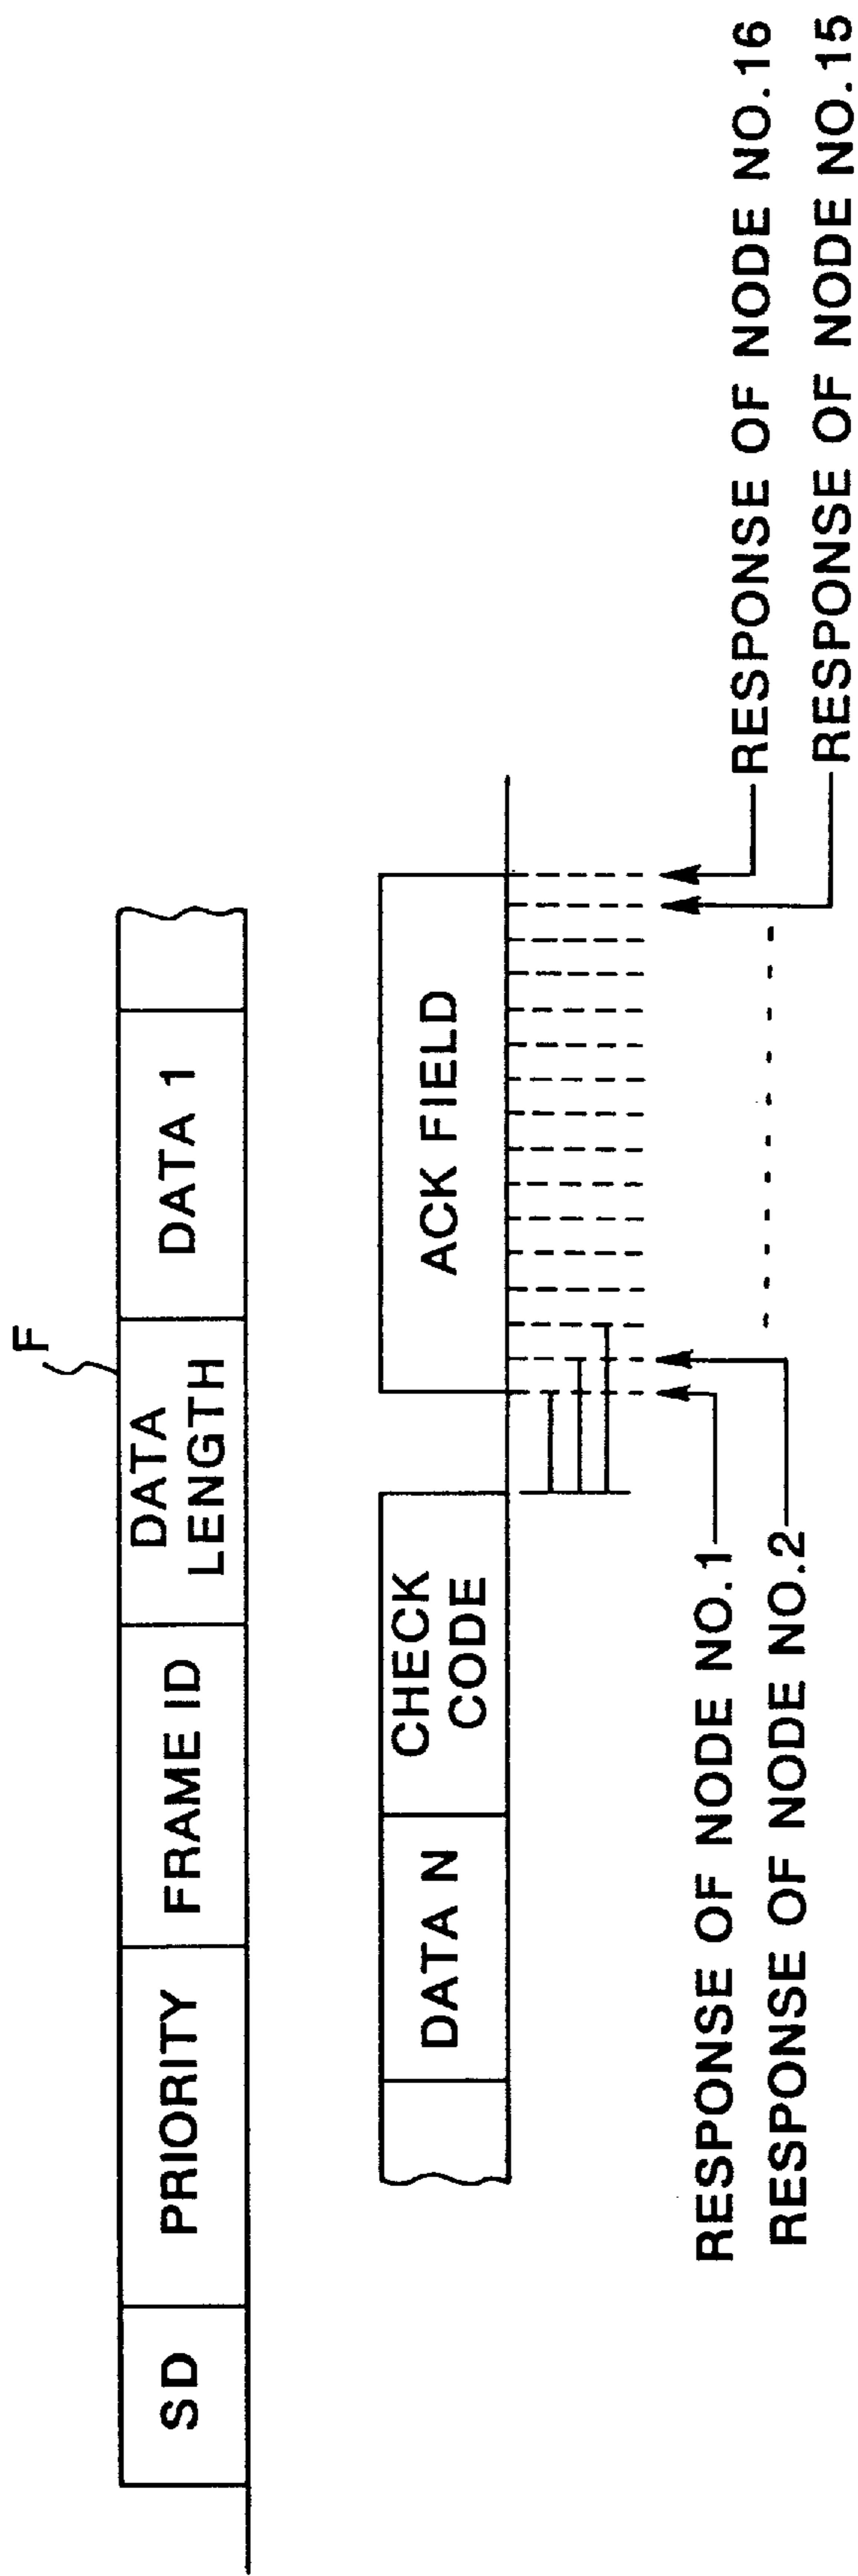 F
SD
PRIORITY
FRAME ID
DATA
LENGTH
DATA 1
DATA N
CHECK
CODE
ACK FIELD
RESPONSE OF NODE NO.1
RESPONSE OF NODE NO.2
RESPONSE OF NODE NO.16
RESPONSE OF NODE NO.15